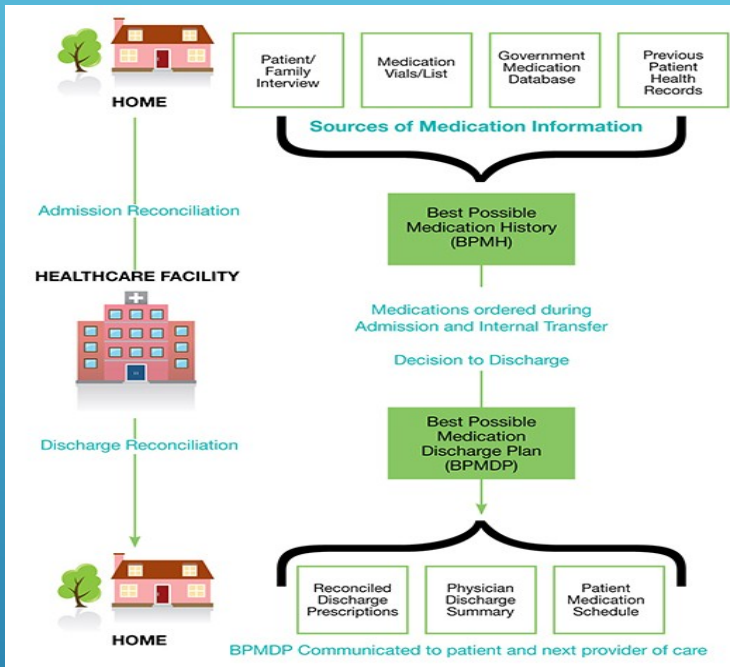 HOME
Patient/
Family
Interview
Medication
Vials/List
Government
Medication
Database
Previous
Patient
Health
Records
Sources of Medication Information
Admission Reconciliation
Best Possible
Medication History
(BPMH)
HEALTHCARE FACILITY
Medications ordered during
Admission and Internal Transfer
Decision to Discharge
Discharge Reconciliation
Best Possible
Medication
Discharge Plan
(BPMDP)
HOME
Reconciled
Discharge
Prescriptions
Physician
Discharge
Summary
Patient
Medication
Schedule
BPMDP Communicated to patient and next provider of care